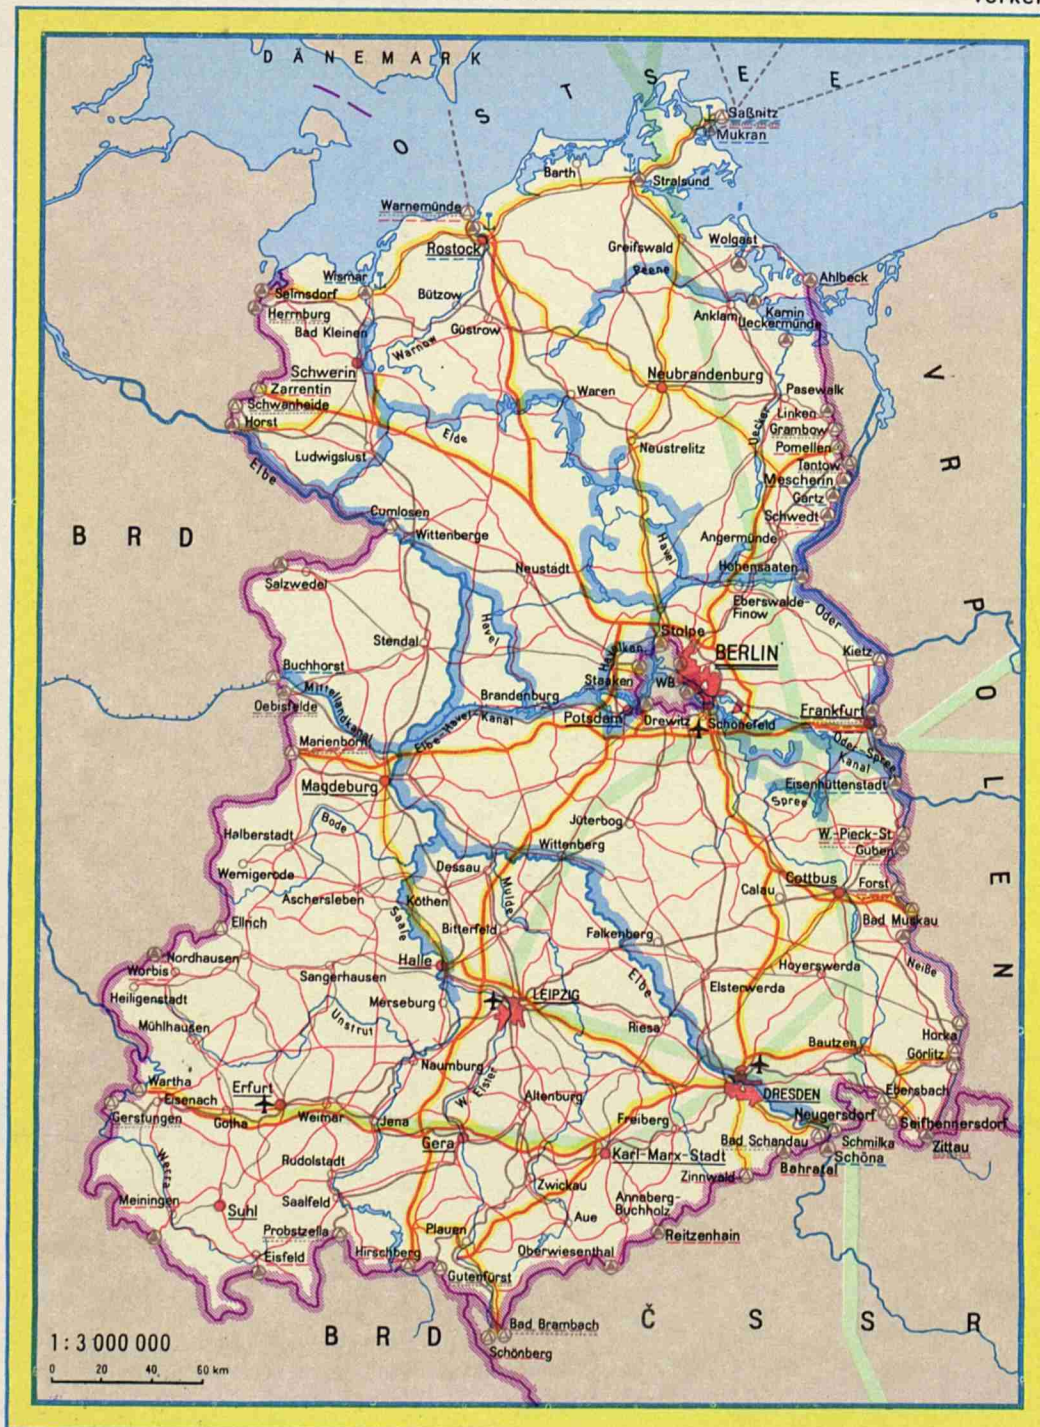 DÄNEMARK
OSTSEE
Saßnitz
Mukran
Barth
Stralsund
Warnemünde
Rostock
Greifswald
Wolgast
Peene
Ahlbeck
Wismar
Selmsdorf
Herrnburg
Bützow
Anklam
Kamin
Ueckermünde
Bad Kleinen
Güstrow
Warnow
Schwerin
Neubrandenburg
Zarrentin
Waren
Pasewalk
Schwanheide
Linken
Horst
Grambow
Elde
Uecker
Neustrelitz
Pomellen
Ludwigslust
Tantow
Elbe
Mescherin
Gartz
Cumlosen
Schwedt
Wittenberge
Angermünde
BRD
Havel
Neustadt
Hohensaaten
Salzwedel
Eberswalde-
Finow
Oder
Havel
Stolpe
Stendal
BERLIN
Kietz
Buchhorst
Staaken
WB
Mittellandkanal
Brandenburg
Oebisfelde
Potsdam
Drewitz
Schönefeld
Frankfurt
Elbe-Havel-Kanal
Marienborn
Oder-Spree-
Kanal
Magdeburg
Eisenhüttenstadt
Spree
Bode
Jüterbog
Halberstadt
W.-Pieck-St.
Wittenberg
Guben
Dessau
Wernigerode
Cottbus
Forst
Aschersleben
Köthen
Mulde
Calau
Saale
Bad Muskau
Ellrich
Bitterfeld
Falkenberg
Nordhausen
Halle
Neiße
Worbis
Sangerhausen
Hoyerswerda
Elbe
Elsterwerda
Heiligenstadt
Merseburg
LEIPZIG
Mühlhausen
Unstrut
Riesa
Horka
Bautzen
Görlitz
Naumburg
Wartha
Erfurt
W. Elster
Altenburg
DRESDEN
Ebersbach
Eisenach
Gerstungen
Gotha
Weimar
Jena
Freiberg
Neugersdorf
Seifhennersdorf
Gera
Bad Schandau
Schmilka
Zittau
Karl-Marx-Stadt
Schöna
Werra
Rudolstadt
Bahratal
Zinnwald
Zwickau
Meiningen
Saalfeld
Annaberg-
Buchholz
Suhl
Aue
Probstzella
Plauen
Reitzenhain
Eisfeld
Hirschberg
Oberwiesenthal
Gutenfürst
VR POLEN
BRD
ČSSR
Bad Brambach
Schönberg
1:3 000 000
0 20 40 60 km